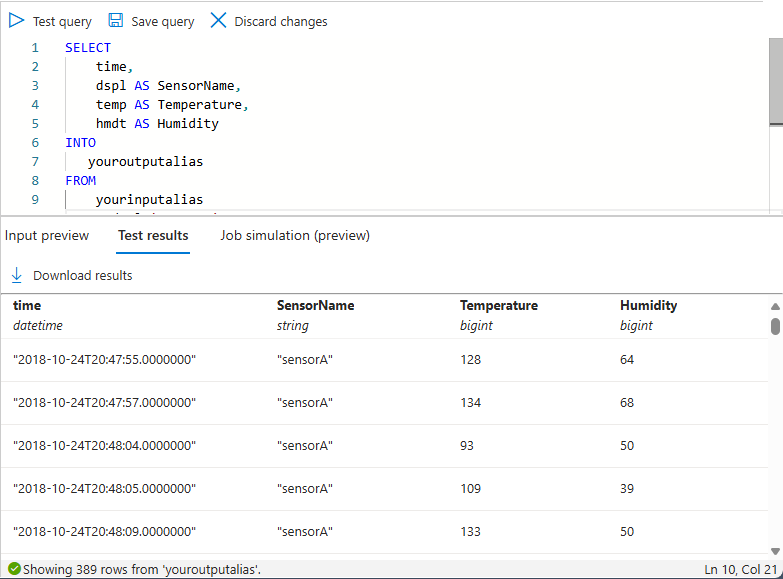 Test query Save query Discard changes
1 SELECT
2 time,
3 dspl AS SensorName,
4 temp AS Temperature,
5 hmdt AS Humidity
6 INTO
7 youroutputalias
8 FROM
9 yourinputalias
Input preview Test results Job simulation (preview)
Download results
time SensorName Temperature Humidity
datetime string bigint bigint
"2018-10-24T20:47:55.0000000" "sensorA" 128 64
"2018-10-24T20:47:57.0000000" "sensorA" 134 68
"2018-10-24T20:48:04.0000000" "sensorA" 93 50
"2018-10-24T20:48:05.0000000" "sensorA" 109 39
"2018-10-24T20:48:09.0000000" "sensorA" 133 50
Showing 389 rows from 'youroutputalias'. Ln 10, Col 21